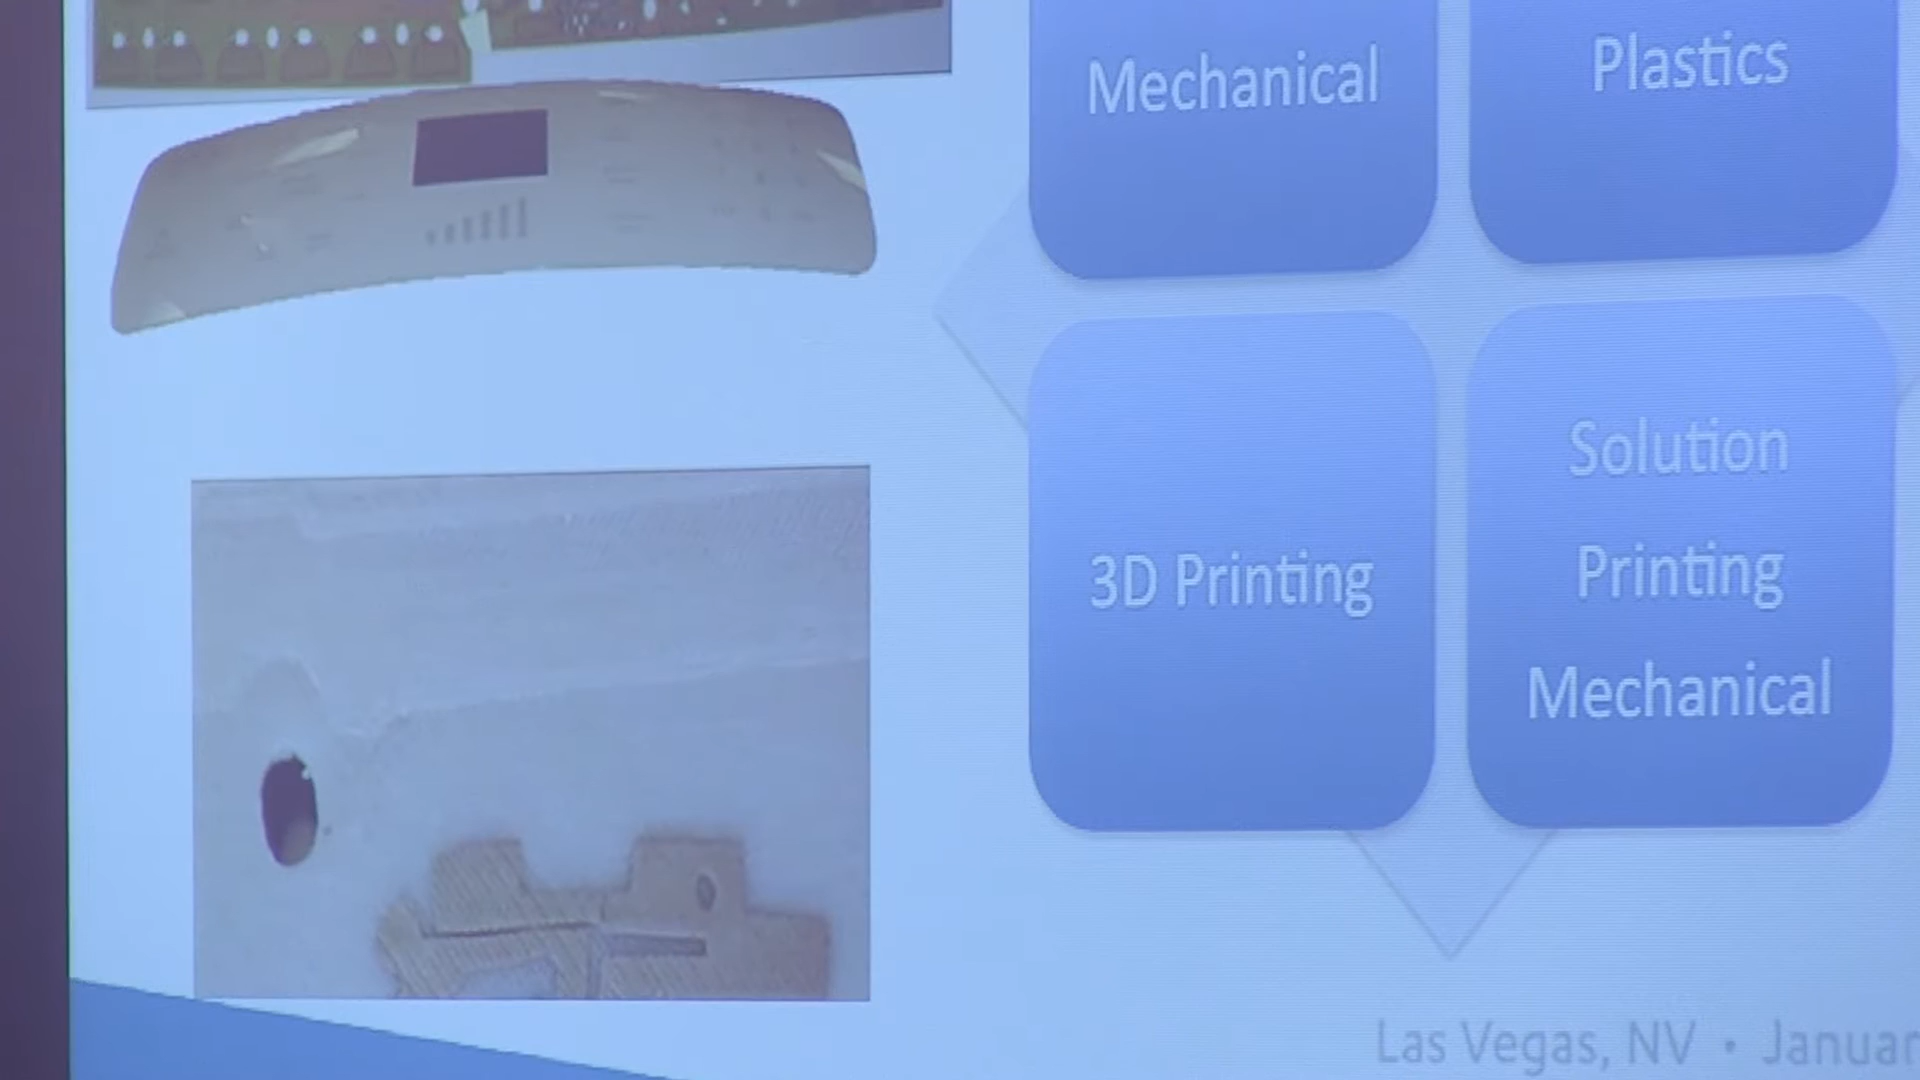 Mechanical
Plastics
3D Printing
Solution
Printing
Mechanical
Las Vegas, NV • Januar